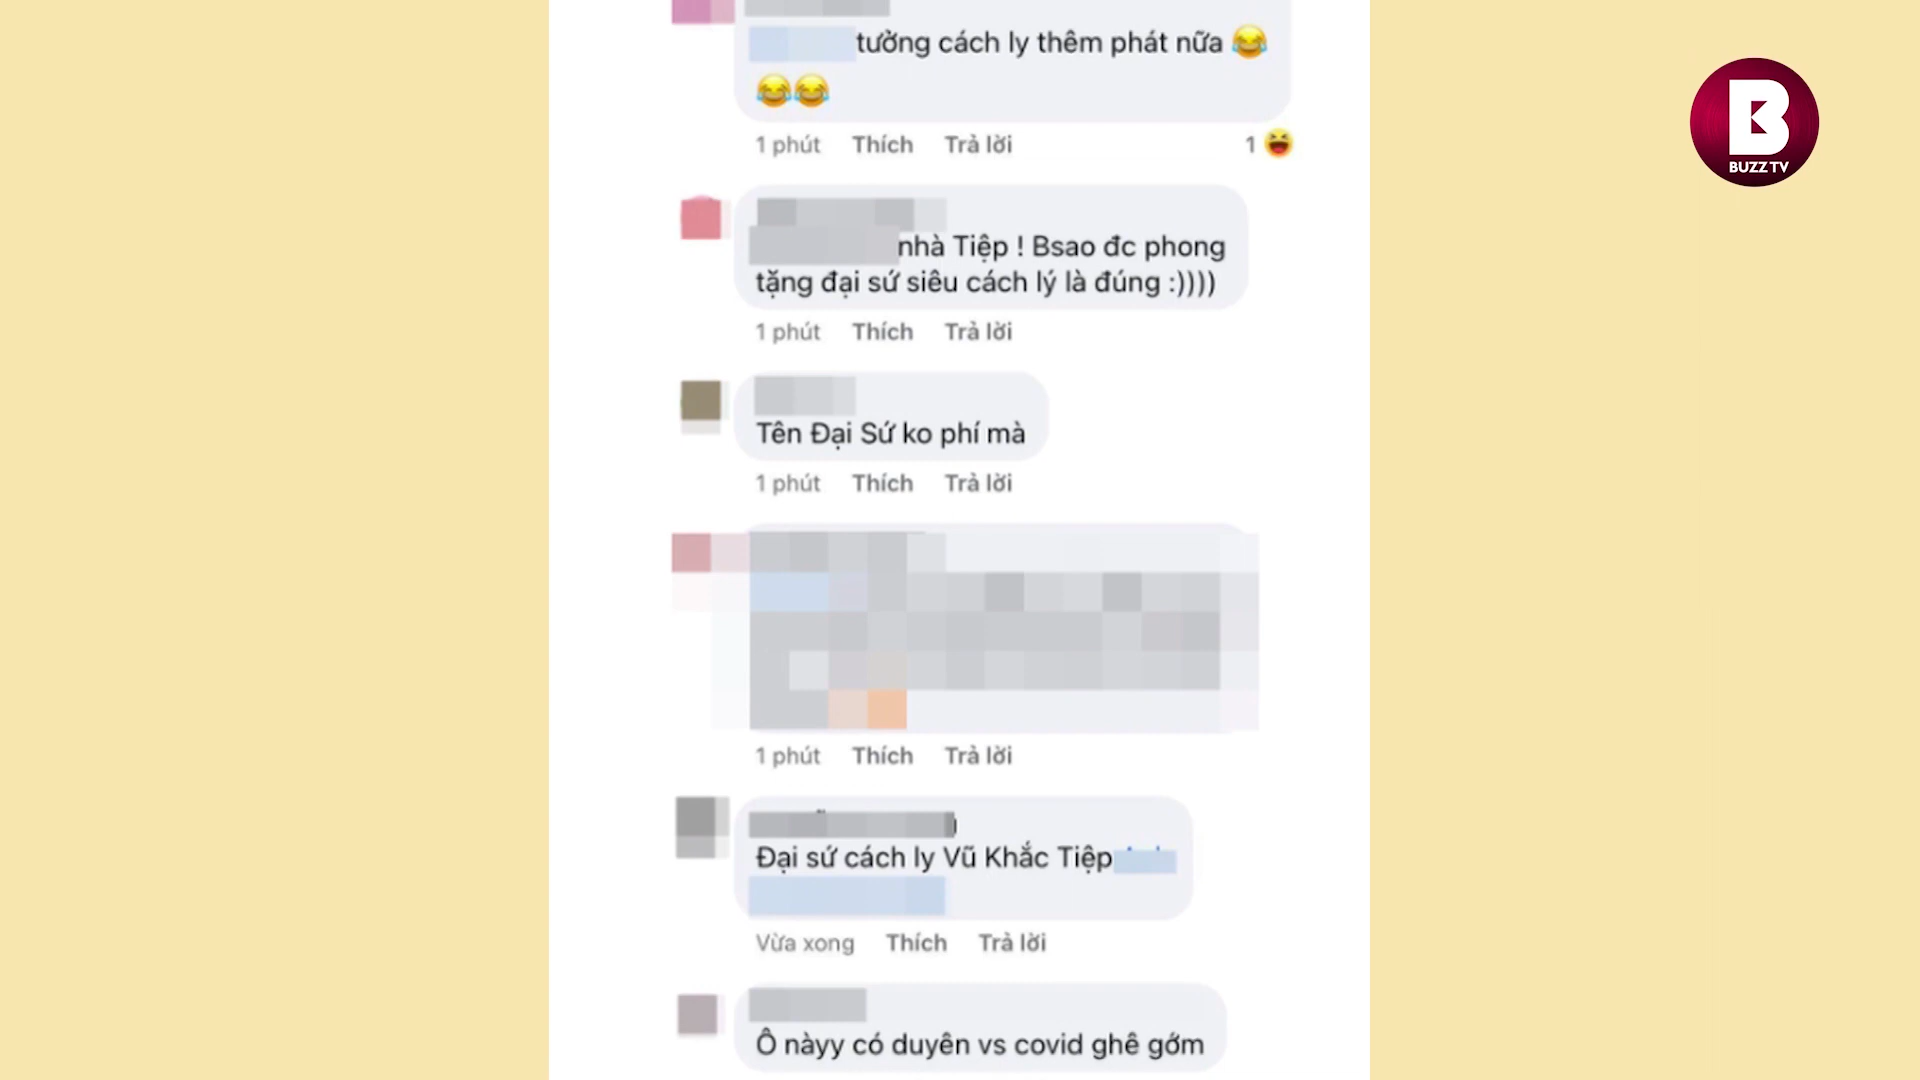 tưởng cách ly thêm phát nữa 😂
😂😂
1 phút Thích Trả lời 1 😆
BUZZ TV
nhà Tiệp ! Bsao đc phong
tặng đại sứ siêu cách lý là đúng :))))
1 phút Thích Trả lời
Tên Đại Sứ ko phí mà
1 phút Thích Trả lời
1 phút Thích Trả lời
Đại sứ cách ly Vũ Khắc Tiệp
Vừa xong Thích Trả lời
Ô nàyy có duyên vs covid ghê gớm